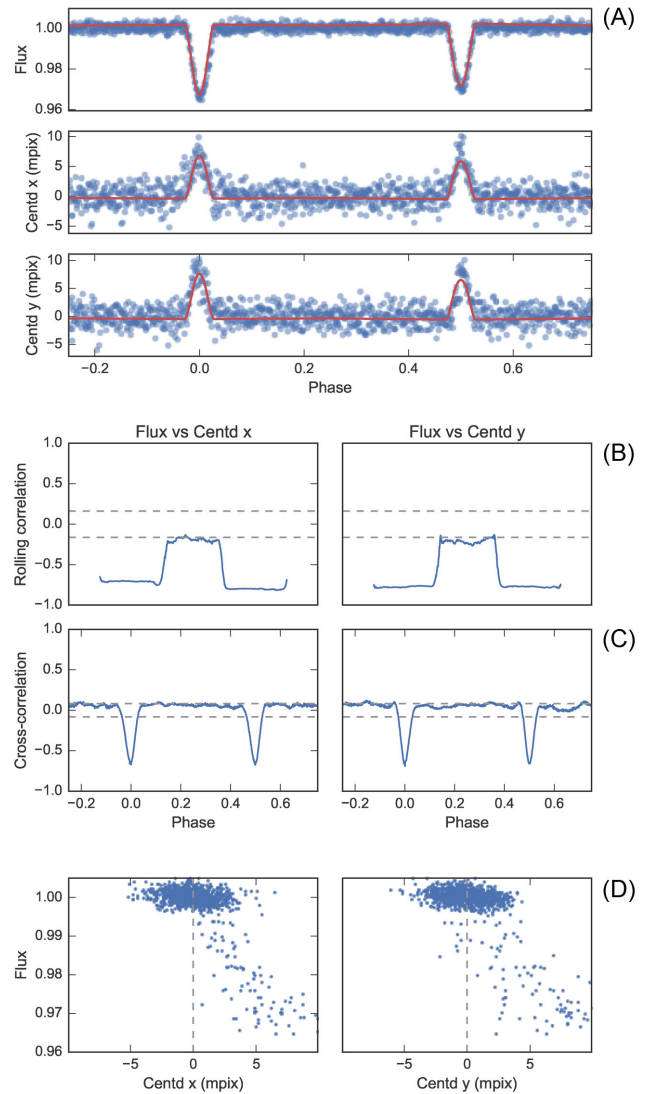 (A)
1.00
0.98
0.96
Flux
10
5
0
−5
Centd x (mpix)
10
5
0
−5
Centd y (mpix)
−0.2 0.0 0.2 0.4 0.6
Phase
Flux vs Centd x Flux vs Centd y
(B)
1.0
0.5
0.0
−0.5
−1.0
Rolling correlation
(C)
1.0
0.5
0.0
−0.5
−1.0
Cross-correlation
−0.2 0.0 0.2 0.4 0.6 −0.2 0.0 0.2 0.4 0.6
Phase Phase
(D)
1.00
0.99
0.98
0.97
0.96
Flux
−5 0 5 −5 0 5
Centd x (mpix) Centd y (mpix)